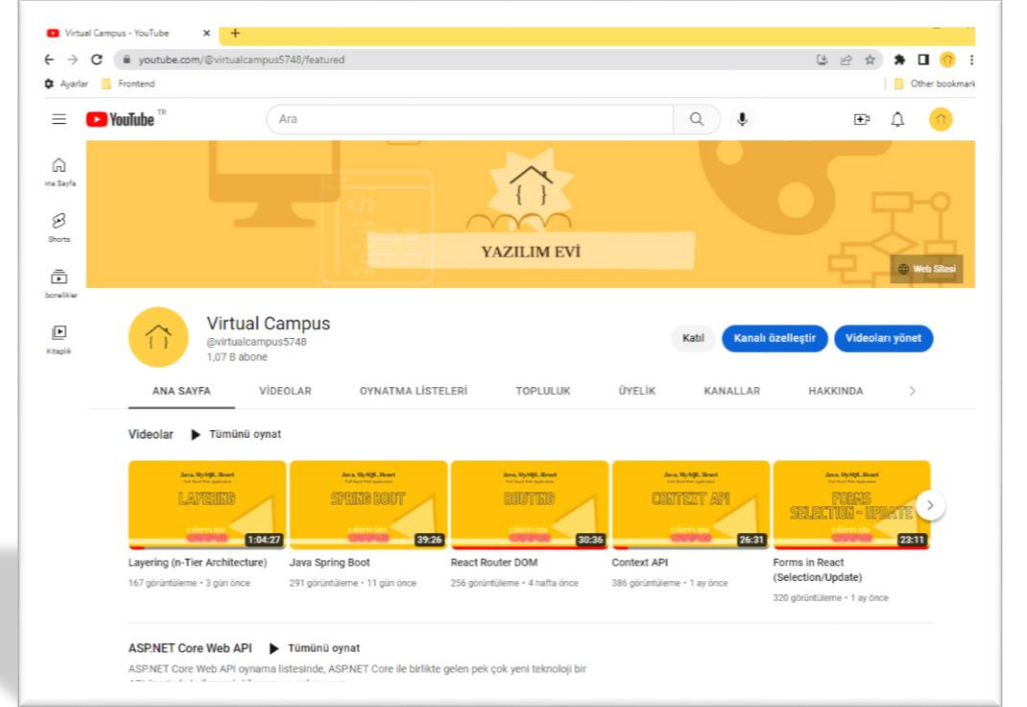 Virtual Campus - YouTube
youtube.com/@virtualcampus5748/featured
Ayarlar
Frontend
Other bookmark
YouTube TR
Ara
Ana Sayfa
Shorts
bonelikler
Kitaplık
</>
{ }
YAZILIM EVİ
Web Sitesi
{ }
Virtual Campus
@virtualcampus5748
1,07 B abone
Katıl
Kanalı özelleştir
Videoları yönet
ANA SAYFA
VİDEOLAR
OYNATMA LİSTELERİ
TOPLULUK
ÜYELİK
KANALLAR
HAKKINDA
Videolar
Tümünü oynat
Java, MySQL, React
LAYERING
1:04:27
Layering (n-Tier Architecture)
167 görüntüleme • 3 gün önce
Java, MySQL, React
SPRING BOOT
39:26
Java Spring Boot
291 görüntüleme • 11 gün önce
Java, MySQL, React
ROUTING
30:36
React Router DOM
256 görüntüleme • 4 hafta önce
Java, MySQL, React
CONTEXT API
26:31
Context API
386 görüntüleme • 1 ay önce
Java, MySQL, React
FORMS
SELECTION - UPDATE
23:11
Forms in React
(Selection/Update)
320 görüntüleme • 1 ay önce
ASP.NET Core Web API
Tümünü oynat
ASP.NET Core Web API oynama listesinde, ASP.NET Core ile birlikte gelen pek çok yeni teknoloji bir